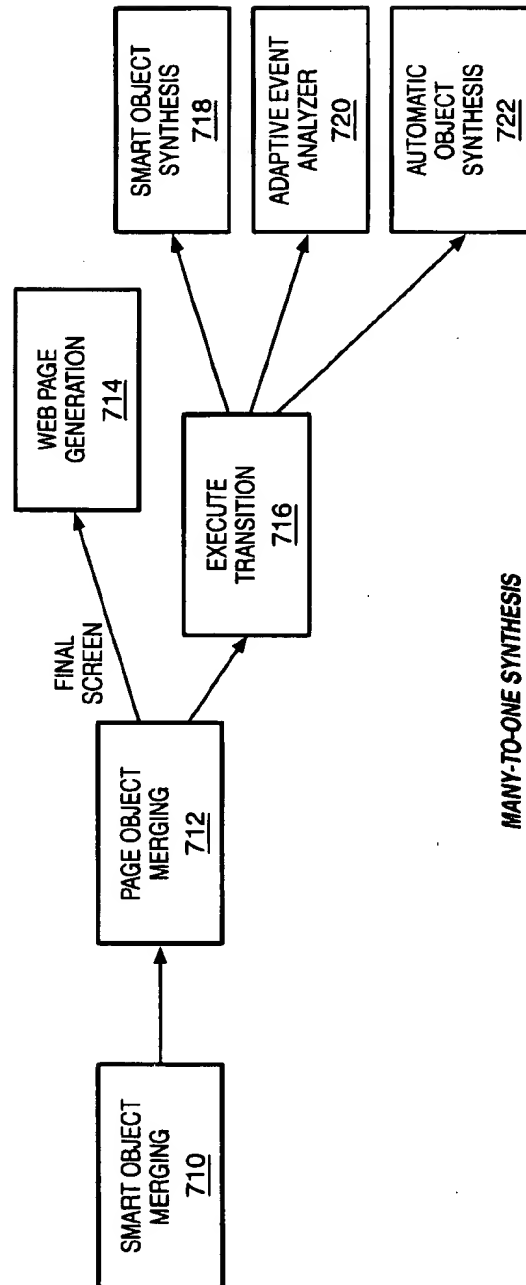 SMART OBJECT
MERGING
710
PAGE OBJECT
MERGING
712
FINAL
SCREEN
WEB PAGE
GENERATION
714
EXECUTE
TRANSITION
716
SMART OBJECT
SYNTHESIS
718
ADAPTIVE EVENT
ANALYZER
720
AUTOMATIC
OBJECT
SYNTHESIS
722
MANY-TO-ONE SYNTHESIS